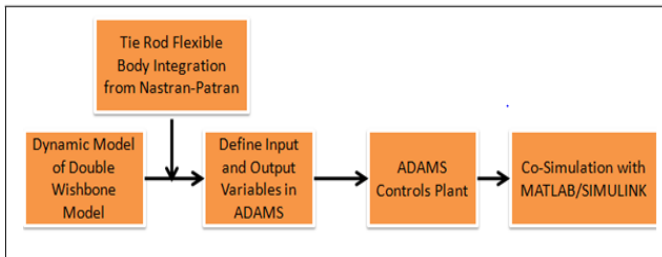 Tie Rod Flexible
Body Integration
from Nastran-Patran
Dynamic Model
of Double
Wishbone
Model
Define Input
and Output
Variables in
ADAMS
ADAMS
Controls Plant
Co-Simulation with
MATLAB/SIMULINK